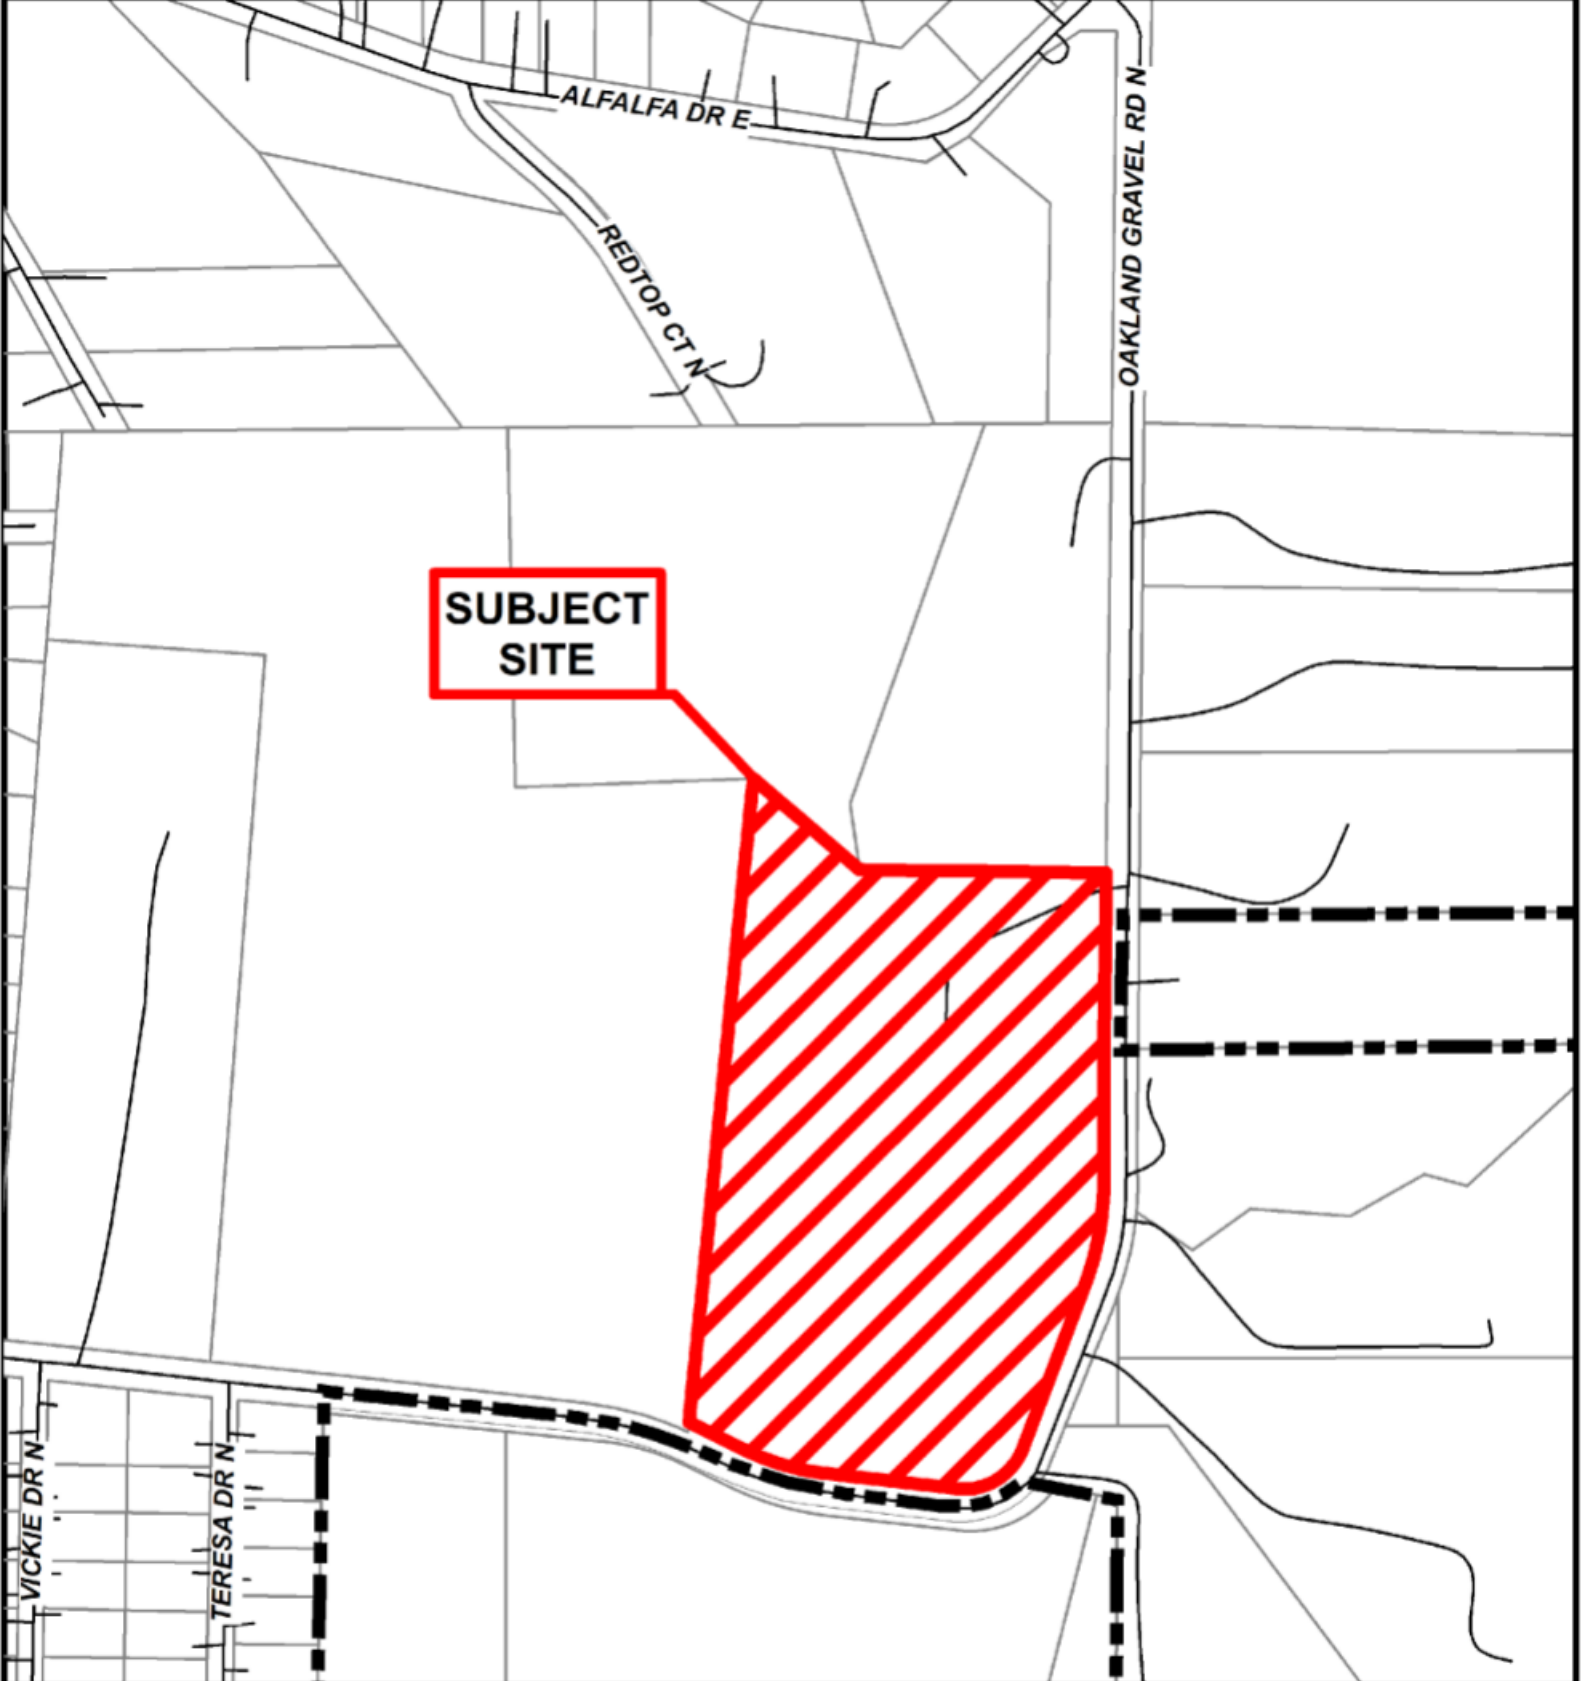 ALFALFA DR E
OAKLAND GRAVEL RD N
REDTOP CT N
SUBJECT
SITE
VICKIE DR N
TERESA DR N